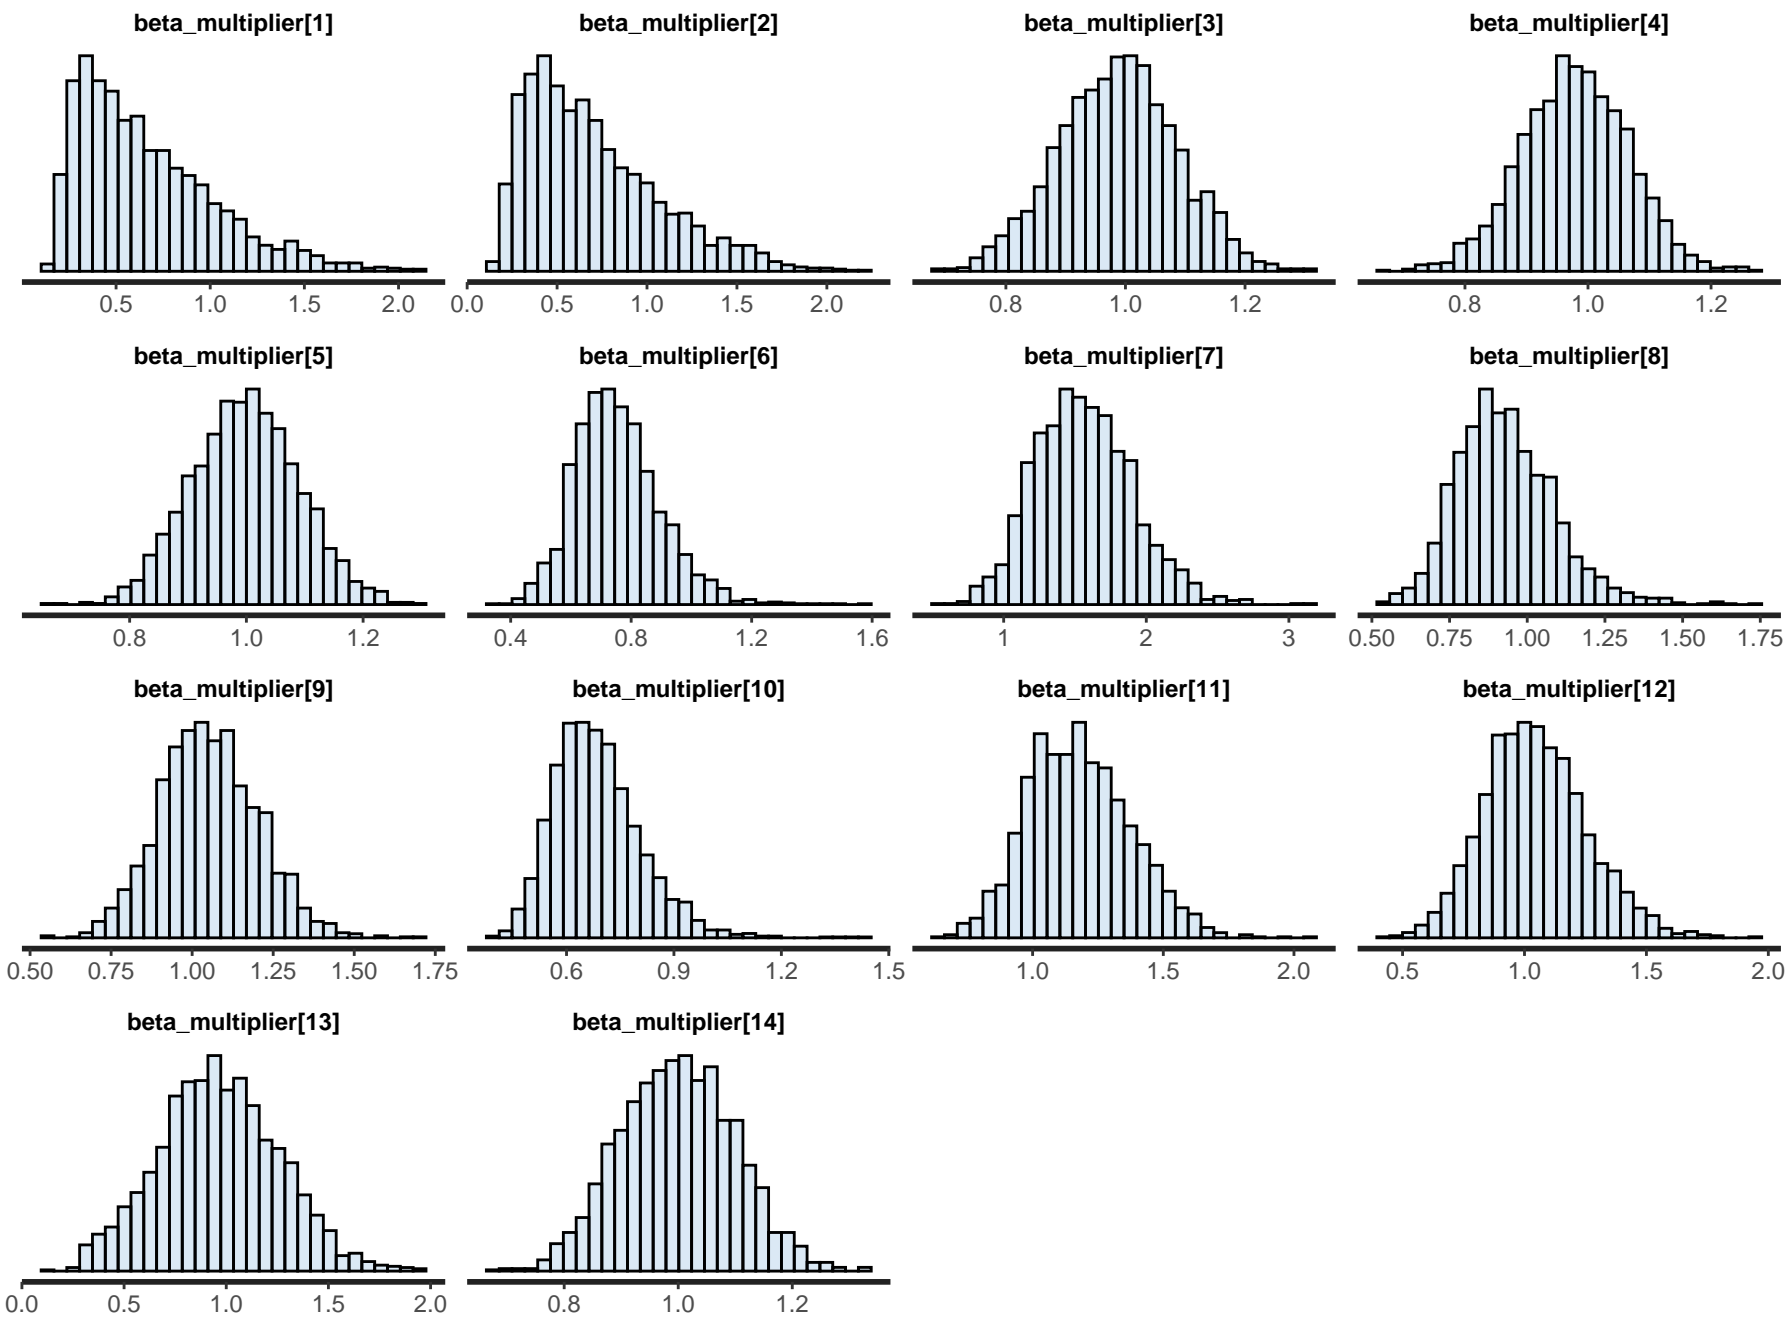 beta_multiplier[1] beta_multiplier[2] beta_multiplier[3] beta_multiplier[4]
0.5 1.0 1.5 2.0 0.0 0.5 1.0 1.5 2.0 0.8 1.0 1.2 0.8 1.0 1.2
beta_multiplier[5] beta_multiplier[6] beta_multiplier[7] beta_multiplier[8]
0.8 1.0 1.2 0.4 0.8 1.2 1.6 1 2 3 0.50 0.75 1.00 1.25 1.50 1.75
beta_multiplier[9] beta_multiplier[10] beta_multiplier[11] beta_multiplier[12]
0.50 0.75 1.00 1.25 1.50 1.75 0.6 0.9 1.2 1.5 1.0 1.5 2.0 0.5 1.0 1.5 2.0
beta_multiplier[13] beta_multiplier[14]
0.0 0.5 1.0 1.5 2.0 0.8 1.0 1.2